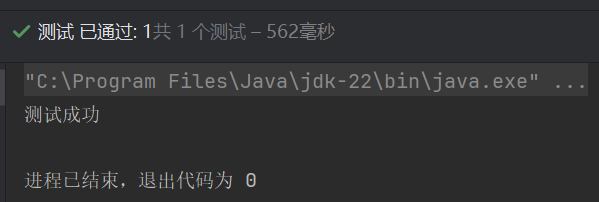 测试 已通过: 1共 1 个测试 – 562毫秒
"C:\Program Files\Java\jdk-22\bin\java.exe" ...
测试成功
进程已结束，退出代码为 0